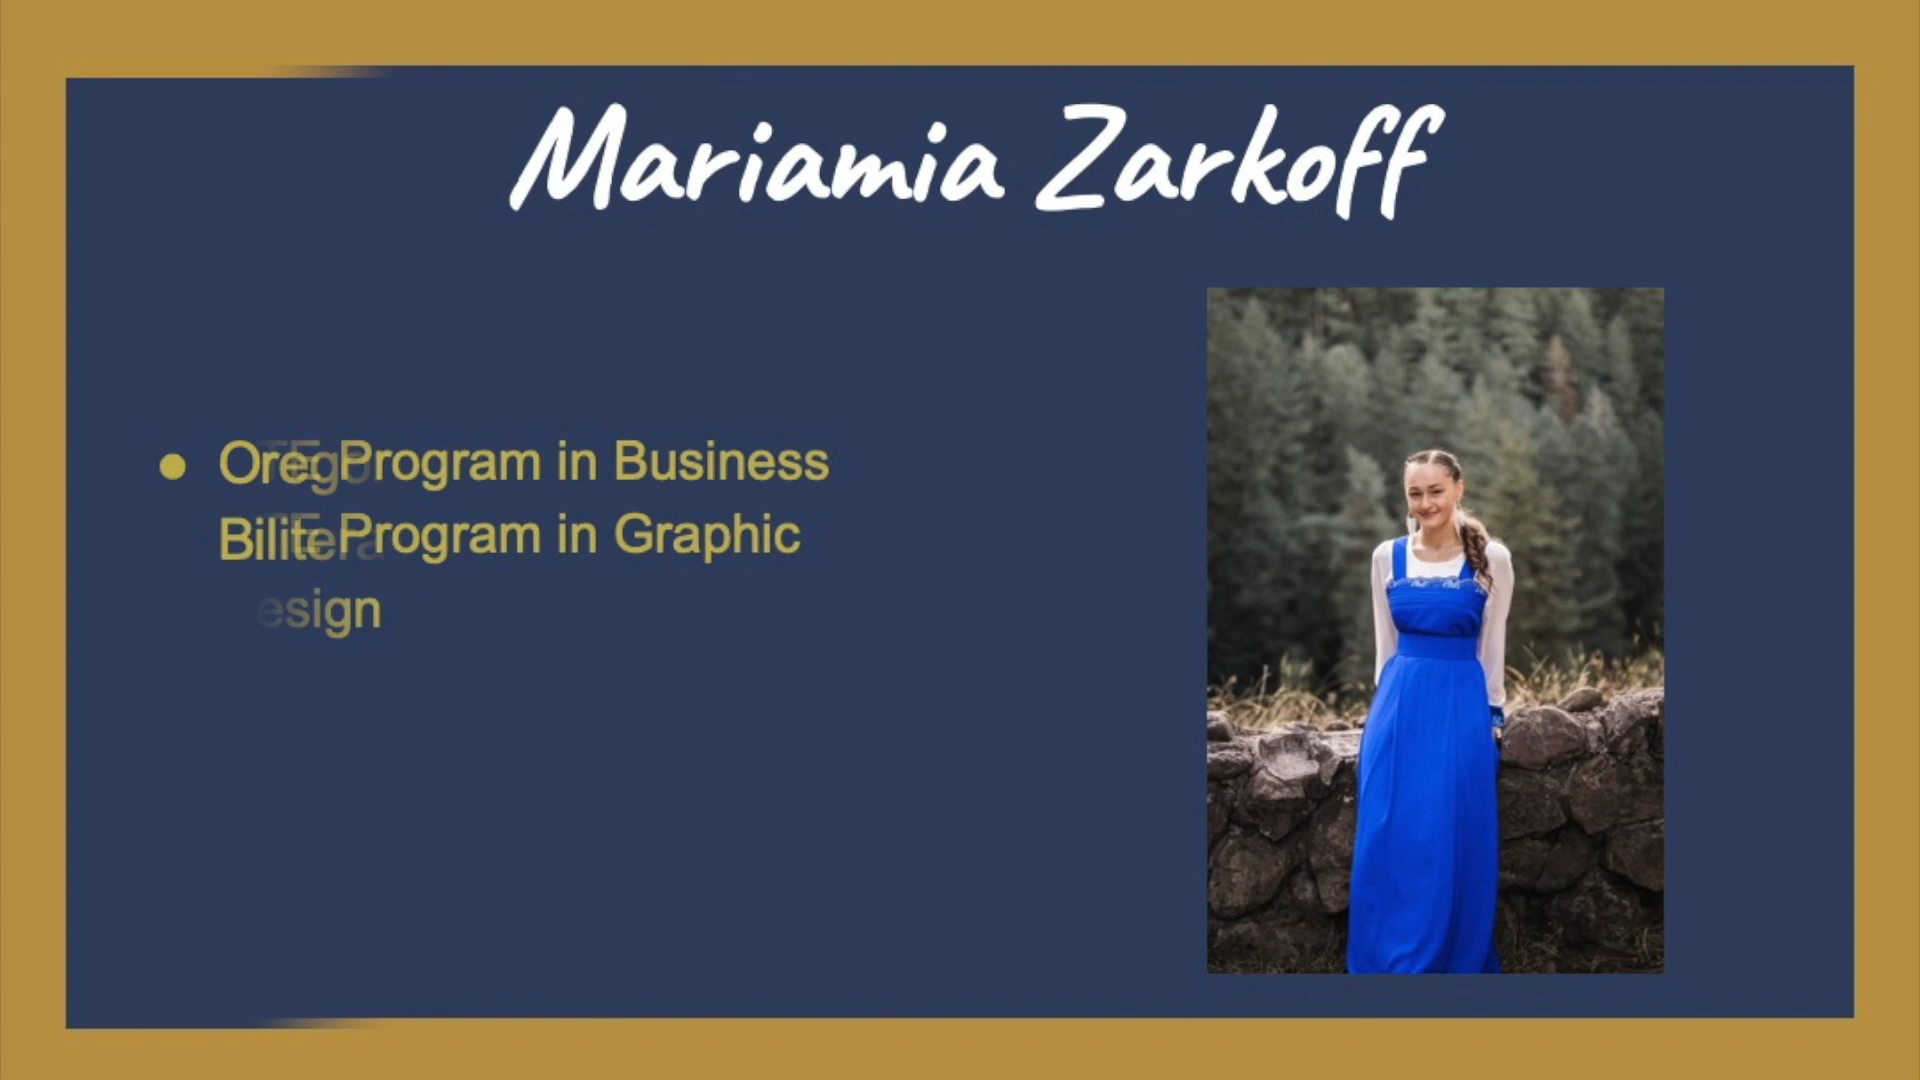 Mariamia Zarkoff
Program in Business
Program in Graphic
esign